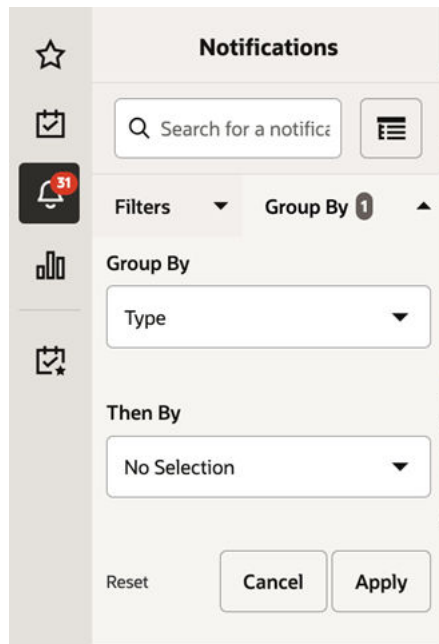 Notifications
Search for a notifica
31
Filters
Group By 1
Group By
Type
Then By
No Selection
Reset
Cancel
Apply